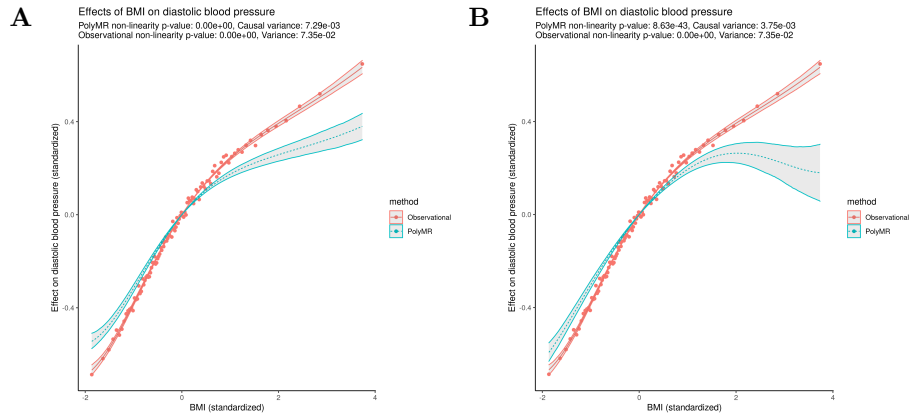 A
Effects of BMI on diastolic blood pressure
PolyMR non-linearity p-value: 0.00e+00, Causal variance: 7.29e-03
Observational non-linearity p-value: 0.00e+00, Variance: 7.35e-02
Effect on diastolic blood pressure (standardized)
0.4
0.0
-0.4
-2
0
2
4
BMI (standardized)
method
Observational
PolyMR
B
Effects of BMI on diastolic blood pressure
PolyMR non-linearity p-value: 8.63e-43, Causal variance: 3.75e-03
Observational non-linearity p-value: 0.00e+00, Variance: 7.35e-02
Effect on diastolic blood pressure (standardized)
0.4
0.0
-0.4
-2
0
2
4
BMI (standardized)
method
Observational
PolyMR